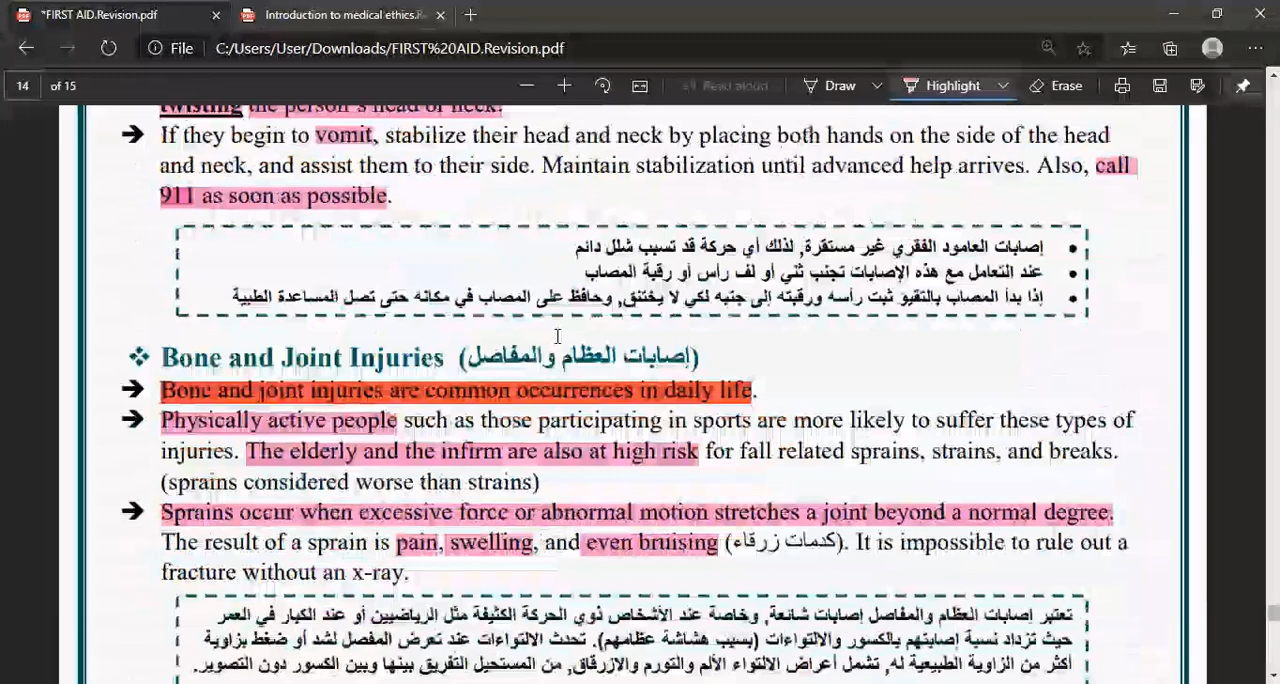 *FIRST AID.Revision.pdf
Introduction to medical ethics.R
File C:/Users/User/Downloads/FIRST%20AID.Revision.pdf
14 of 15
Read aloud Draw Highlight Erase
twisting the person's head or neck.
➔ If they begin to vomit, stabilize their head and neck by placing both hands on the side of the head
and neck, and assist them to their side. Maintain stabilization until advanced help arrives. Also, call
911 as soon as possible.
• إصابات العامود الفقري غير مستقرة, لذلك أي حركة قد تسبب شلل دائم
• عند التعامل مع هذه الإصابات تجنب ثني أو لف رأس أو رقبة المصاب
• إذا بدأ المصاب بالتقيؤ ثبت رأسه ورقبته إلى جنبه لكي لا يختنق, وحافظ على المصاب في مكانه حتى تصل المساعدة الطبية
❖ Bone and Joint Injuries (إصابات العظام والمفاصل)
➔ Bone and joint injuries are common occurrences in daily life.
➔ Physically active people such as those participating in sports are more likely to suffer these types of
injuries. The elderly and the infirm are also at high risk for fall related sprains, strains, and breaks.
(sprains considered worse than strains)
➔ Sprains occur when excessive force or abnormal motion stretches a joint beyond a normal degree.
The result of a sprain is pain, swelling, and even bruising (كدمات زرقاء). It is impossible to rule out a
fracture without an x-ray.
تعتبر إصابات العظام والمفاصل إصابات شائعة, وخاصة عند الأشخاص ذوي الحركة الكثيفة مثل الرياضيين أو عند الكبار في العمر
حيث تزداد نسبة إصابتهم بالكسور والالتواءات (بسبب هشاشة عظامهم). تحدث الالتواءات عند تعرض المفصل لشد أو ضغط بزاوية
أكثر من الزاوية الطبيعية له, تشمل أعراض الالتواء الألم والتورم والازرقاق, من المستحيل التفريق بينها وبين الكسور دون التصوير.